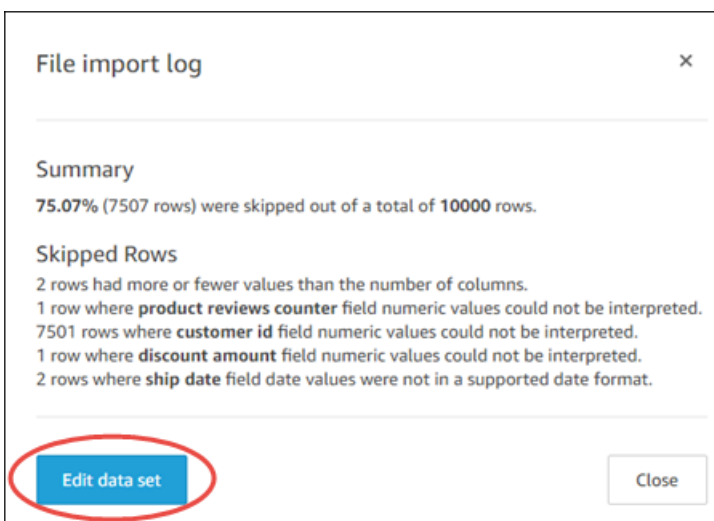 File import log
×
Summary
75.07% (7507 rows) were skipped out of a total of 10000 rows.
Skipped Rows
2 rows had more or fewer values than the number of columns.
1 row where product reviews counter field numeric values could not be interpreted.
7501 rows where customer id field numeric values could not be interpreted.
1 row where discount amount field numeric values could not be interpreted.
2 rows where ship date field date values were not in a supported date format.
Edit data set
Close